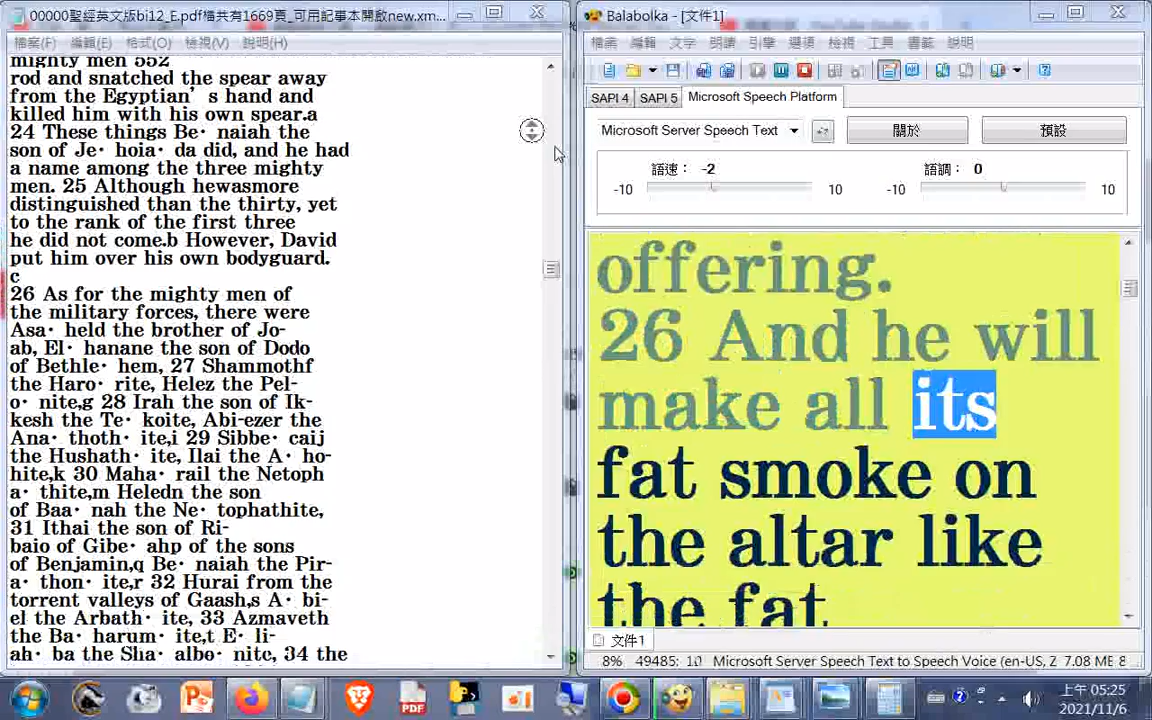 00000聖經英文版bi12_E.pdf檔共有1669頁_可用記事本開啟new.xm...
檔案(F) 編輯(E) 格式(O) 檢視(V) 說明(H)
mighty men 552
rod and snatched the spear away
from the Egyptian’s hand and
killed him with his own spear.a
24 These things Be·naiah the
son of Je·hoia·da did, and he had
a name among the three mighty
men. 25 Although hewasmore
distinguished than the thirty, yet
to the rank of the first three
he did not come.b However, David
put him over his own bodyguard.
c
26 As for the mighty men of
the military forces, there were
Asa·held the brother of Jo-
ab, El·hanane the son of Dodo
of Bethle·hem, 27 Shammothf
the Haro·rite, Helez the Pel-
o·nite,g 28 Irah the son of Ik-
kesh the Te·koite, Abi-ezer the
Ana·thoth·ite,i 29 Sibbe·caij
the Hushath·ite, Ilai the A·ho-
hite,k 30 Maha·rail the Netoph
a·thite,m Heledn the son
of Baa·nah the Ne·tophathite,
31 Ithai the son of Ri-
baio of Gibe·ahp of the sons
of Benjamin,q Be·naiah the Pir-
a·thon·ite,r 32 Hurai from the
torrent valleys of Gaash,s A·bi-
el the Arbath·ite, 33 Azmaveth
the Ba·harum·ite,t E·li-
ah·ba the Sha·albo·nite, 34 the
Balabolka - [文件1]
檔案 編輯 文字 朗讀 引擎 選項 檢視 工具 書籤 說明
SAPI 4 SAPI 5 Microsoft Speech Platform
Microsoft Server Speech Text 關於 預設
語速： -2 語調： 0
-10 10 -10 10
offering.
26 And he will
make all its
fat smoke on
the altar like
the fat
文件1
8% 49485: 10 Microsoft Server Speech Text to Speech Voice (en-US, Z 7.08 MB 8
上午 05:25
2021/11/6